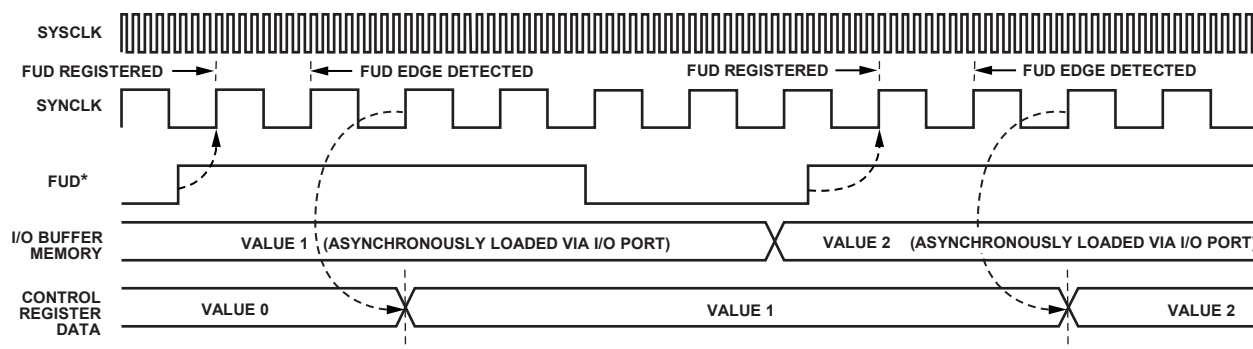 SYSCLK
FUD REGISTERED
FUD EDGE DETECTED
FUD REGISTERED
FUD EDGE DETECTED
SYNCLK
FUD*
I/O BUFFER
MEMORY
VALUE 1 (ASYNCHRONOUSLY LOADED VIA I/O PORT)
VALUE 2 (ASYNCHRONOUSLY LOADED VIA I/O PORT)
CONTROL
REGISTER
DATA
VALUE 0
VALUE 1
VALUE 2